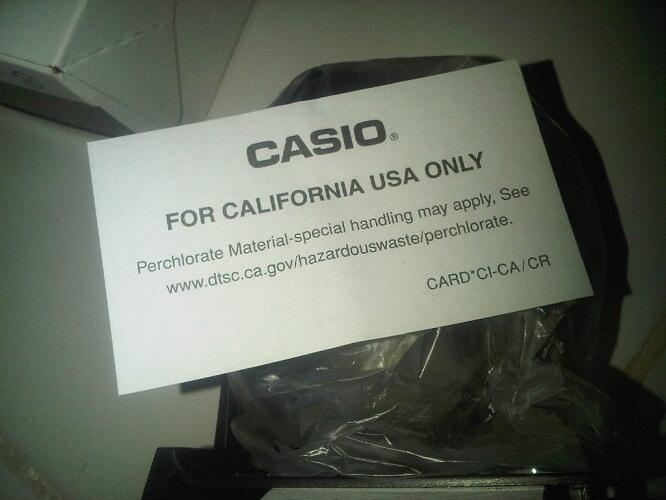 CASIO®
FOR CALIFORNIA USA ONLY
Perchlorate Material-special handling may apply, See
www.dtsc.ca.gov/hazardouswaste/perchlorate.
CARD*CI-CA/CR